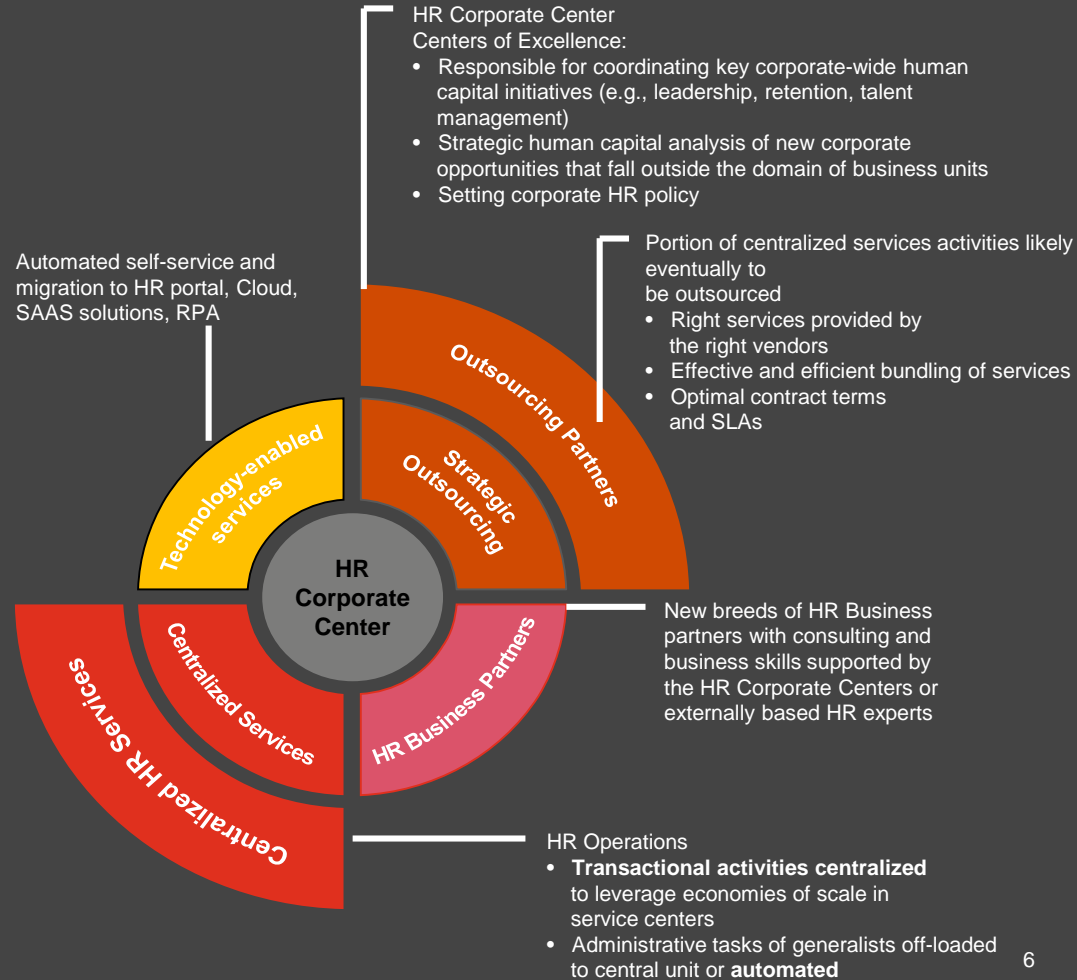 HR Corporate Center
Centers of Excellence:
• Responsible for coordinating key corporate-wide human
capital initiatives (e.g., leadership, retention, talent
management)
• Strategic human capital analysis of new corporate
opportunities that fall outside the domain of business units
• Setting corporate HR policy
Portion of centralized services activities likely
eventually to
be outsourced
• Right services provided by
the right vendors
• Effective and efficient bundling of services
• Optimal contract terms
and SLAs
Automated self-service and
migration to HR portal, Cloud,
SAAS solutions, RPA
Outsourcing Partners
Strategic
Outsourcing
Technology-enabled
services
HR
Corporate
Center
Centralized Services
Centralized HR Services
HR Business Partners
New breeds of HR Business
partners with consulting and
business skills supported by
the HR Corporate Centers or
externally based HR experts
HR Operations
• Transactional activities centralized
to leverage economies of scale in
service centers
• Administrative tasks of generalists off-loaded
to central unit or automated
6